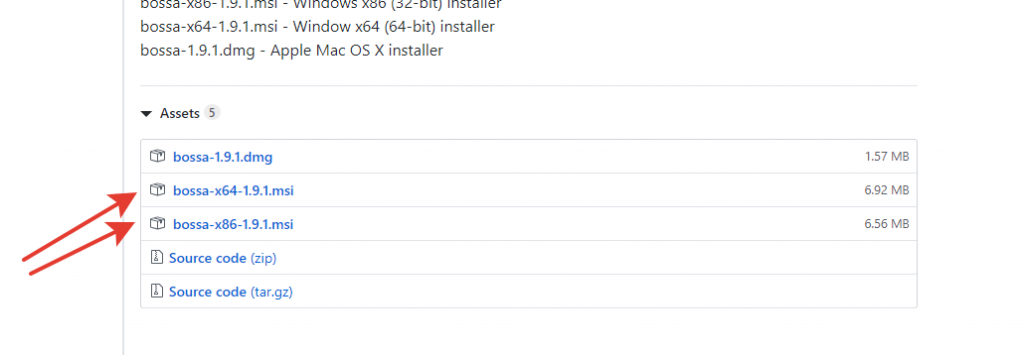 bossa-x86-1.9.1.msi - Windows x86 (32-bit) installer
bossa-x64-1.9.1.msi - Window x64 (64-bit) installer
bossa-1.9.1.dmg - Apple Mac OS X installer
Assets 5
bossa-1.9.1.dmg 1.57 MB
bossa-x64-1.9.1.msi 6.92 MB
bossa-x86-1.9.1.msi 6.56 MB
Source code (zip)
Source code (tar.gz)